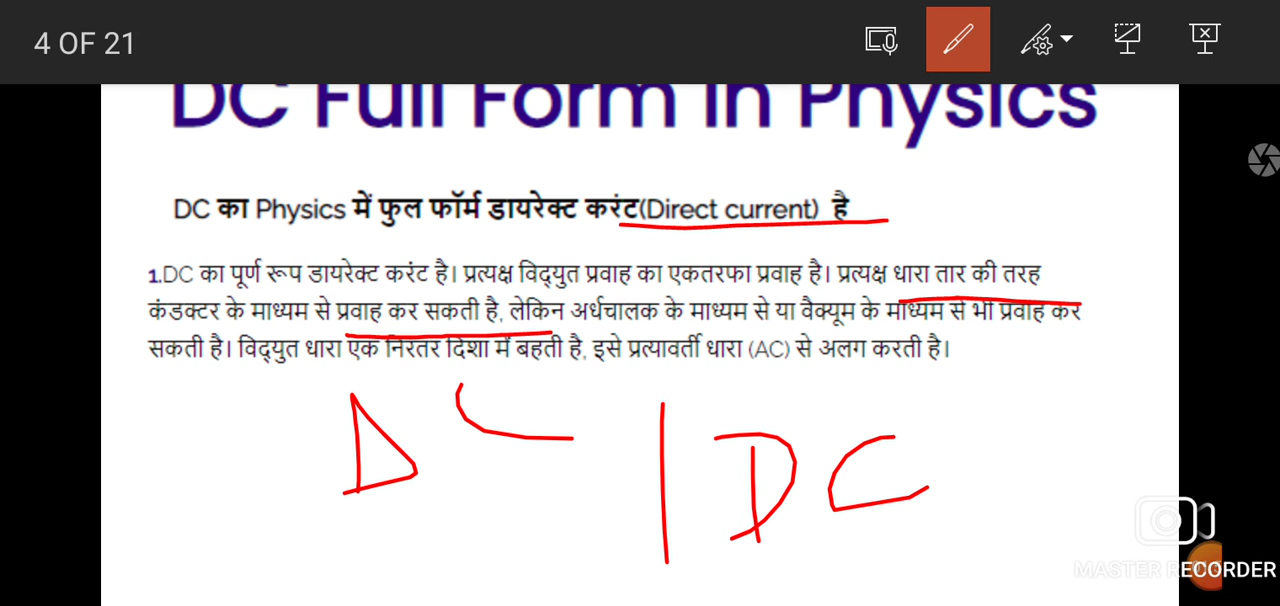 4 OF 21
DC Full Form in Physics
DC का Physics में फुल फॉर्म डायरेक्ट करंट(Direct current) है
1.DC का पूर्ण रूप डायरेक्ट करंट है। प्रत्यक्ष विद्युत प्रवाह का एकतरफा प्रवाह है। प्रत्यक्ष धारा तार की तरह
कंडक्टर के माध्यम से प्रवाह कर सकती है, लेकिन अर्धचालक के माध्यम से या वैक्यूम के माध्यम से भी प्रवाह कर
सकती है। विद्युत धारा एक निरंतर दिशा में बहती है, इसे प्रत्यावर्ती धारा (AC) से अलग करती है।
DC | DC
MASTER RECORDER